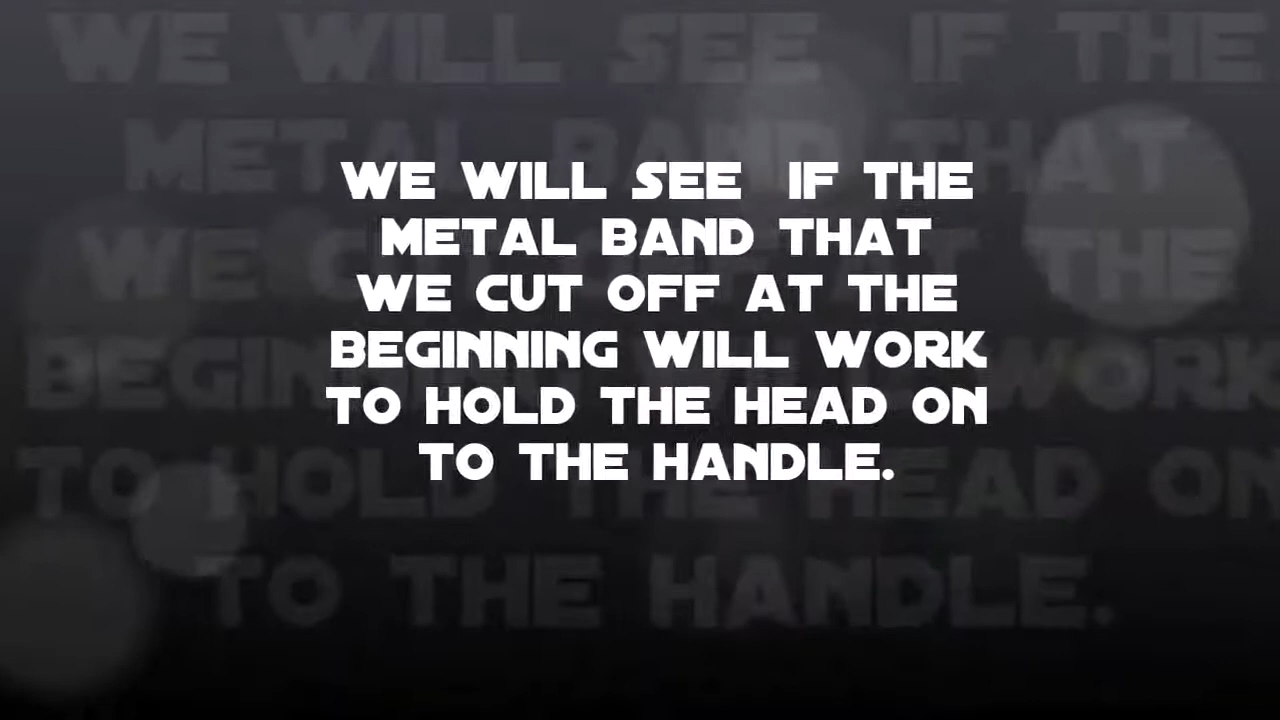 WE WILL SEE  IF THE
METAL BAND THAT
WE CUT OFF AT THE
BEGINNING WILL WORK
TO HOLD THE HEAD ON
TO THE HANDLE.